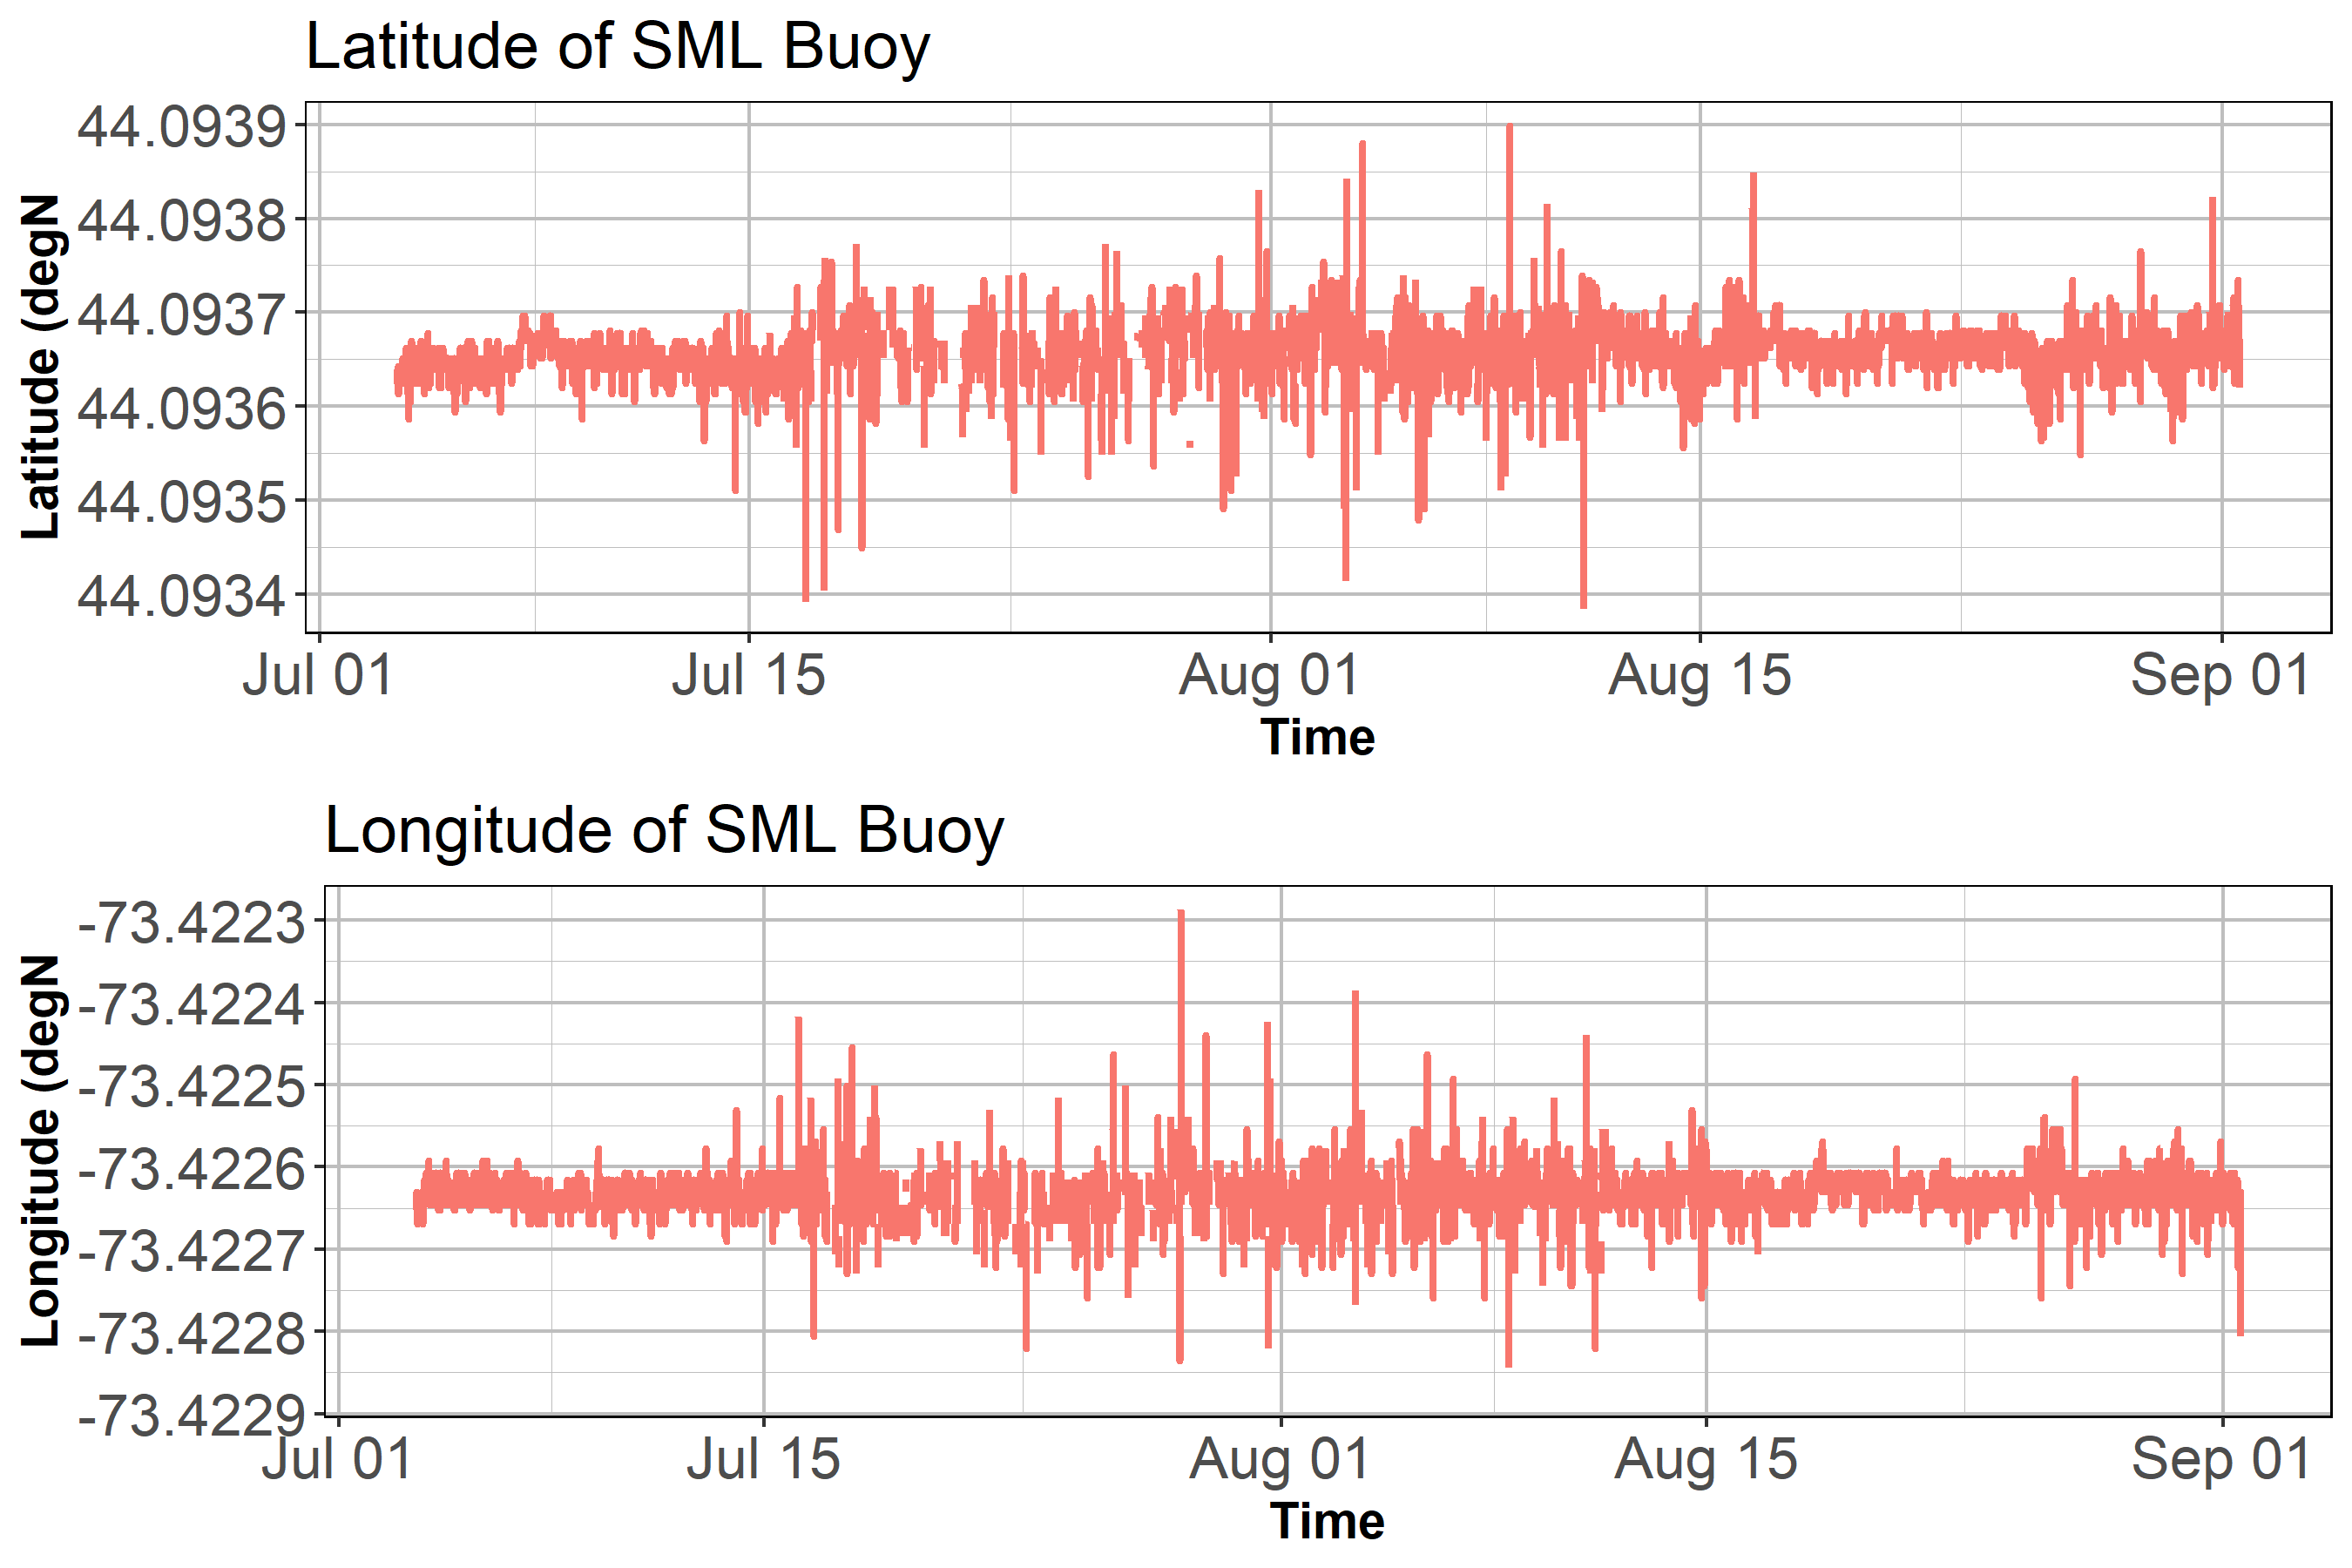 Latitude of SML Buoy
Latitude (degN
44.0939
44.0938
44.0937
44.0936
44.0935
44.0934
Jul 01 Jul 15 Aug 01 Aug 15 Sep 01
Time
Longitude of SML Buoy
Longitude (degN
-73.4223
-73.4224
-73.4225
-73.4226
-73.4227
-73.4228
-73.4229
Jul 01 Jul 15 Aug 01 Aug 15 Sep 01
Time